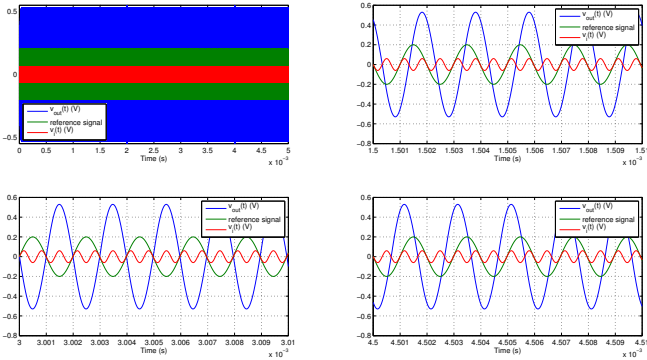 0.5
0
−0.5
v_out(t) (V)
reference signal
v_i(t) (V)
0 0.5 1 1.5 2 2.5 3 3.5 4 4.5 5
Time (s)
x 10^-3
0.6
0.4
0.2
0
−0.2
−0.4
−0.6
−0.8
v_out(t) (V)
reference signal
v_i(t) (V)
1.5 1.501 1.502 1.503 1.504 1.505 1.506 1.507 1.508 1.509 1.51
Time (s)
x 10^-3
0.6
0.4
0.2
0
−0.2
−0.4
−0.6
−0.8
v_out(t) (V)
reference signal
v_i(t) (V)
3 3.001 3.002 3.003 3.004 3.005 3.006 3.007 3.008 3.009 3.01
Time (s)
x 10^-3
0.6
0.4
0.2
0
−0.2
−0.4
−0.6
−0.8
v_out(t) (V)
reference signal
v_i(t) (V)
4.5 4.501 4.502 4.503 4.504 4.505 4.506 4.507 4.508 4.509 4.51
Time (s)
x 10^-3